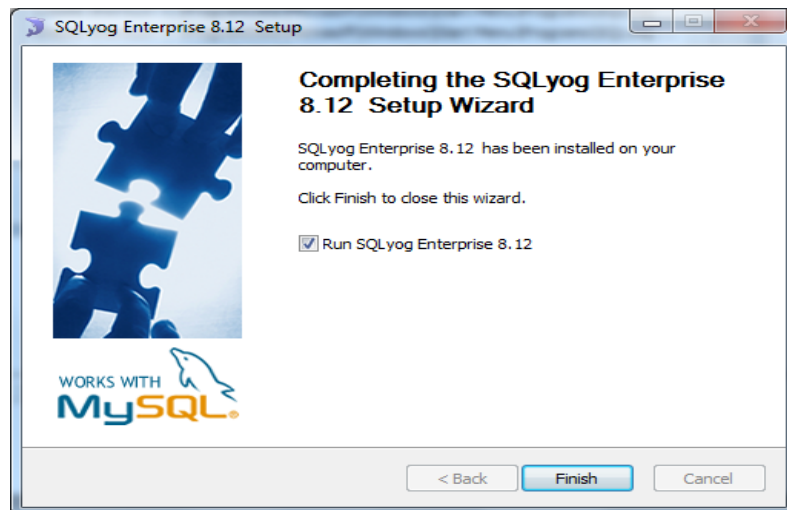 SQLyog Enterprise 8.12 Setup
Completing the SQLyog Enterprise
8.12 Setup Wizard
SQLyog Enterprise 8.12 has been installed on your
computer.
Click Finish to close this wizard.
Run SQLyog Enterprise 8.12
WORKS WITH
MySQL®
< Back
Finish
Cancel